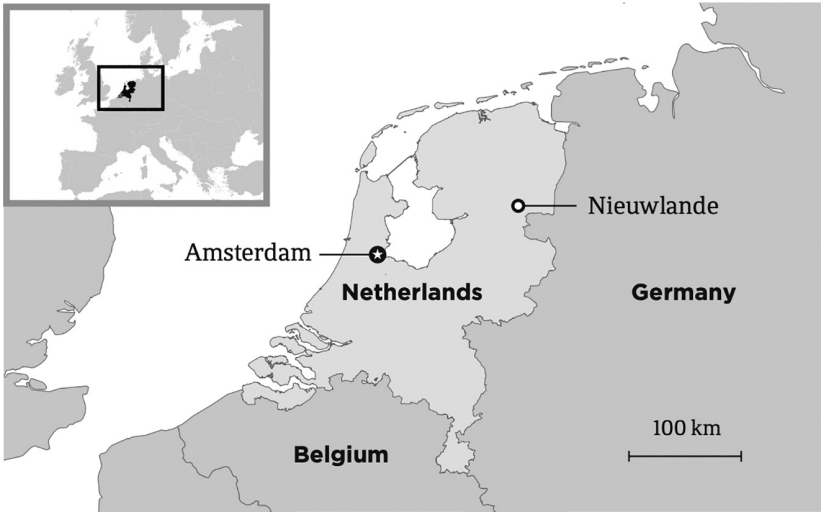 Nieuwlande
Amsterdam
Netherlands
Germany
100 km
Belgium